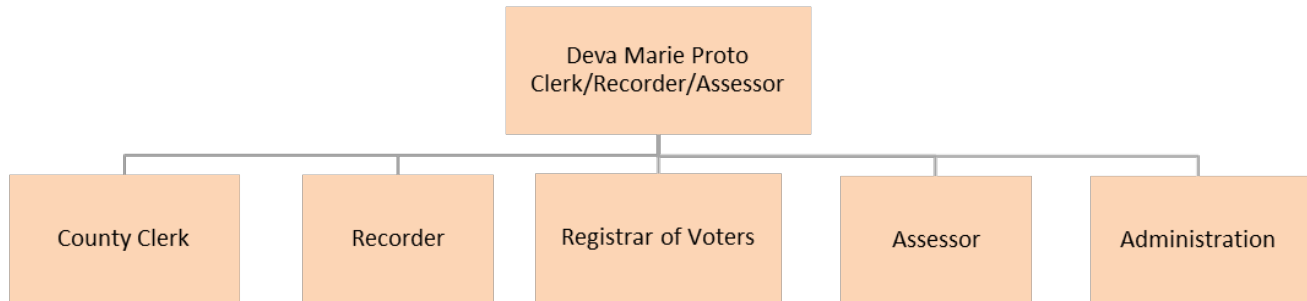 Deva Marie Proto
Clerk/Recorder/Assessor
County Clerk
Recorder
Registrar of Voters
Assessor
Administration